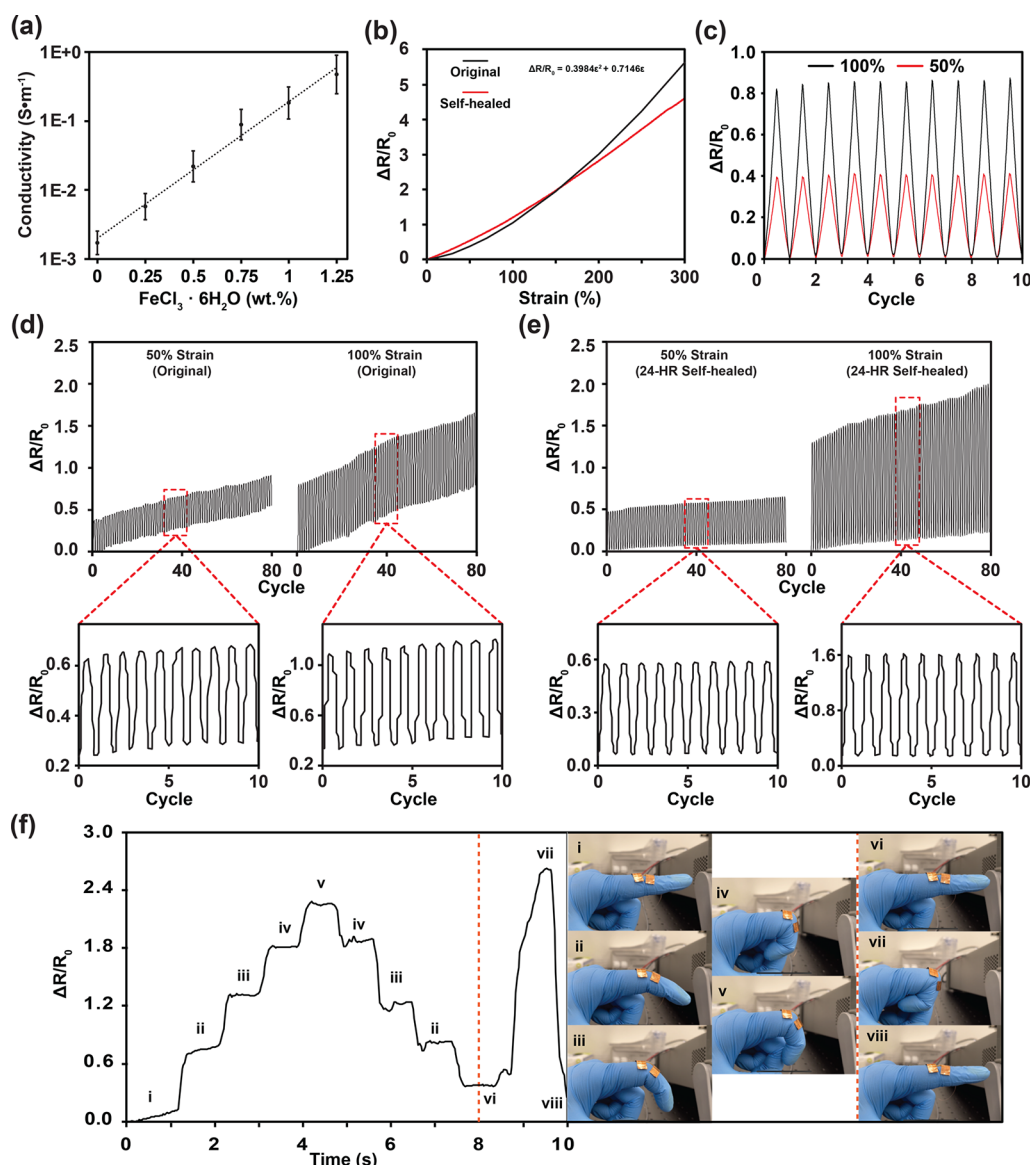 (a)
1E+0
1E-1
1E-2
1E-3
Conductivity (S•m⁻¹)
0 0.25 0.5 0.75 1 1.25
FeCl₃ · 6H₂O (wt.%)
(b)
6
5
4
3
2
1
0
ΔR/R₀
Original
Self-healed
ΔR/R₀ = 0.3984ε² + 0.7146ε
0 100 200 300
Strain (%)
(c)
1.0
0.8
0.6
0.4
0.2
0.0
ΔR/R₀
100% 50%
0 2 4 6 8 10
Cycle
(d)
2.5
2.0
1.5
1.0
0.5
0.0
ΔR/R₀
50% Strain
(Original)
100% Strain
(Original)
0 40 80 0 40 80
Cycle
0.6
0.4
0.2
ΔR/R₀
0 5 10
Cycle
1.0
0.6
0.2
ΔR/R₀
0 5 10
Cycle
(e)
2.5
2.0
1.5
1.0
0.5
0.0
ΔR/R₀
50% Strain
(24-HR Self-healed)
100% Strain
(24-HR Self-healed)
0 40 80 0 40 80
Cycle
0.6
0.3
0.0
ΔR/R₀
0 5 10
Cycle
1.6
0.8
0.0
ΔR/R₀
0 5 10
Cycle
(f)
3.0
2.4
1.8
1.2
0.6
0.0
ΔR/R₀
i
ii
iii
iv
v
iv
iii
ii
vi
vii
viii
0 2 4 6 8 10
Time (s)
i
ii
iii
iv
v
vi
vii
viii